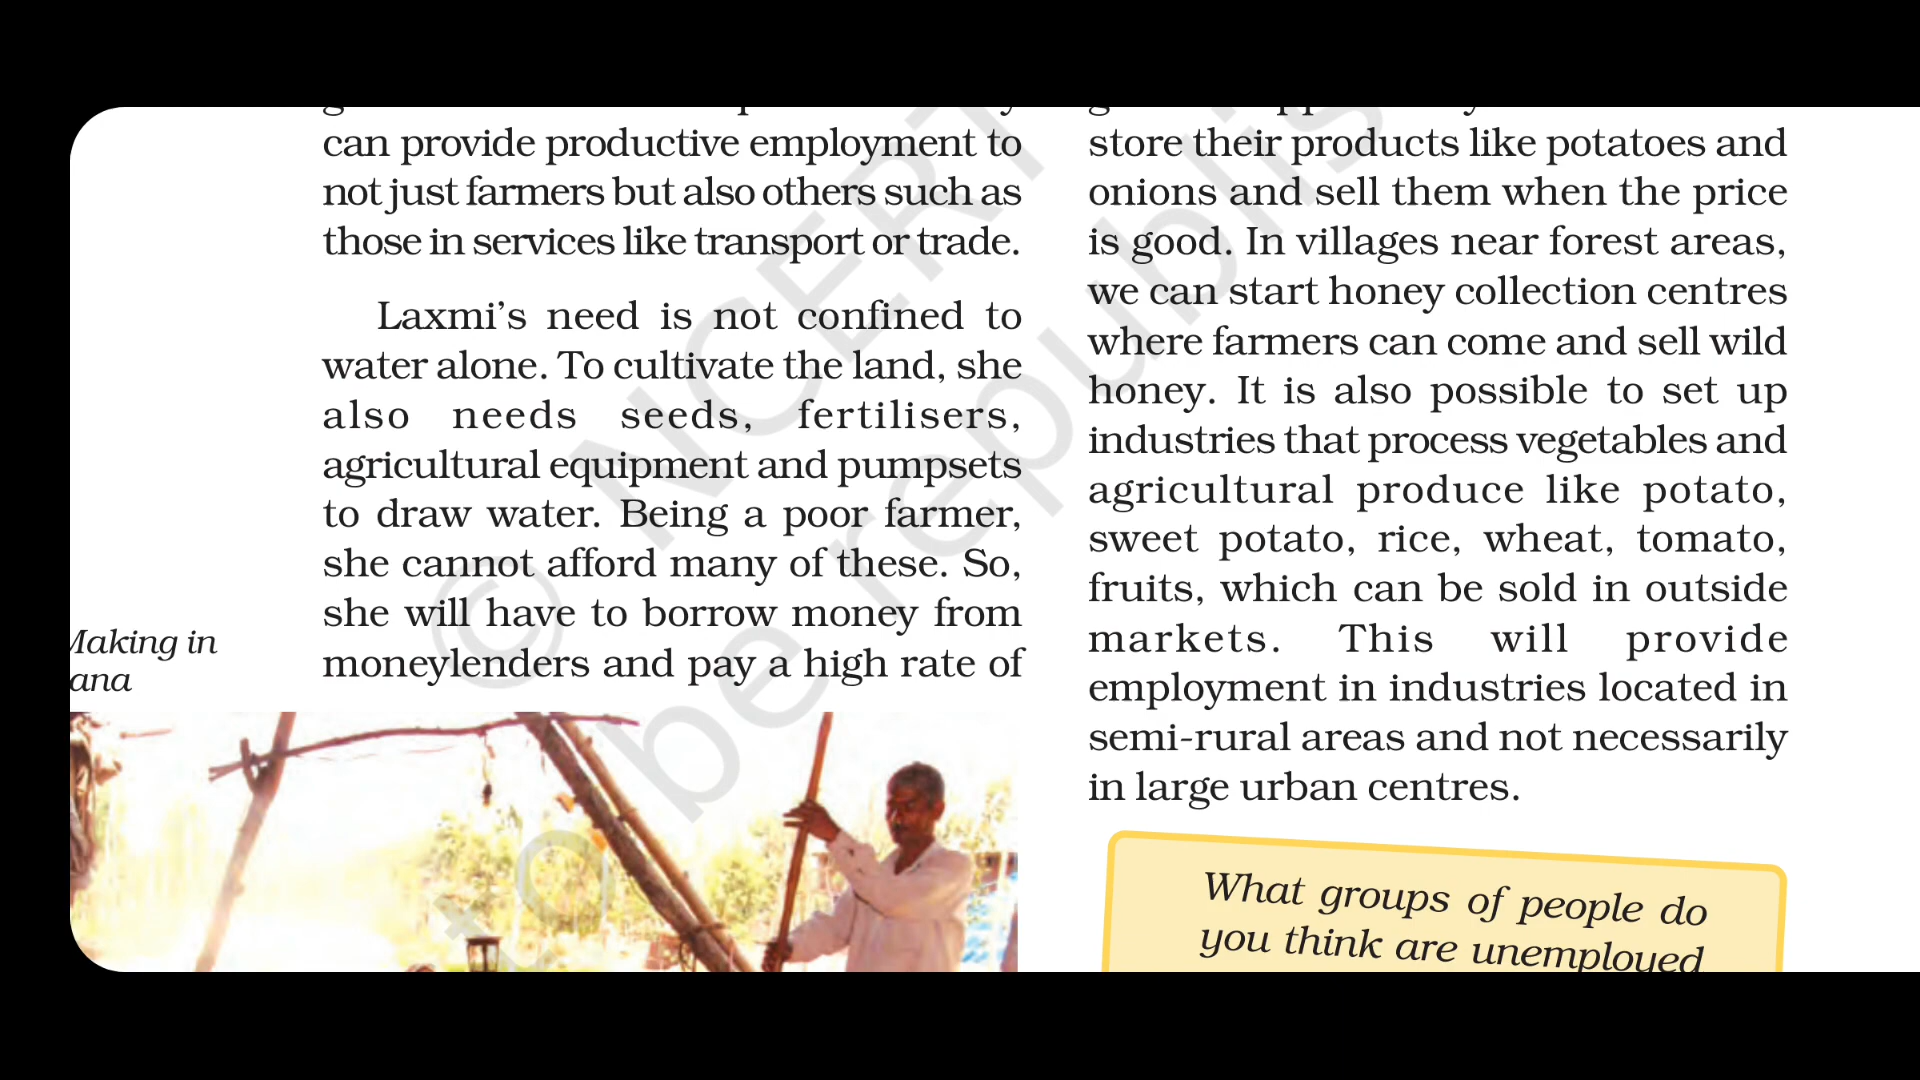 can provide productive employment to
not just farmers but also others such as
those in services like transport or trade.
Laxmi’s need is not confined to
water alone. To cultivate the land, she
also needs seeds, fertilisers,
agricultural equipment and pumpsets
to draw water. Being a poor farmer,
she cannot afford many of these. So,
she will have to borrow money from
moneylenders and pay a high rate of
Making in
ana
store their products like potatoes and
onions and sell them when the price
is good. In villages near forest areas,
we can start honey collection centres
where farmers can come and sell wild
honey. It is also possible to set up
industries that process vegetables and
agricultural produce like potato,
sweet potato, rice, wheat, tomato,
fruits, which can be sold in outside
markets. This will provide
employment in industries located in
semi-rural areas and not necessarily
in large urban centres.
What groups of people do
you think are unemployed
© NCERT
to be republis